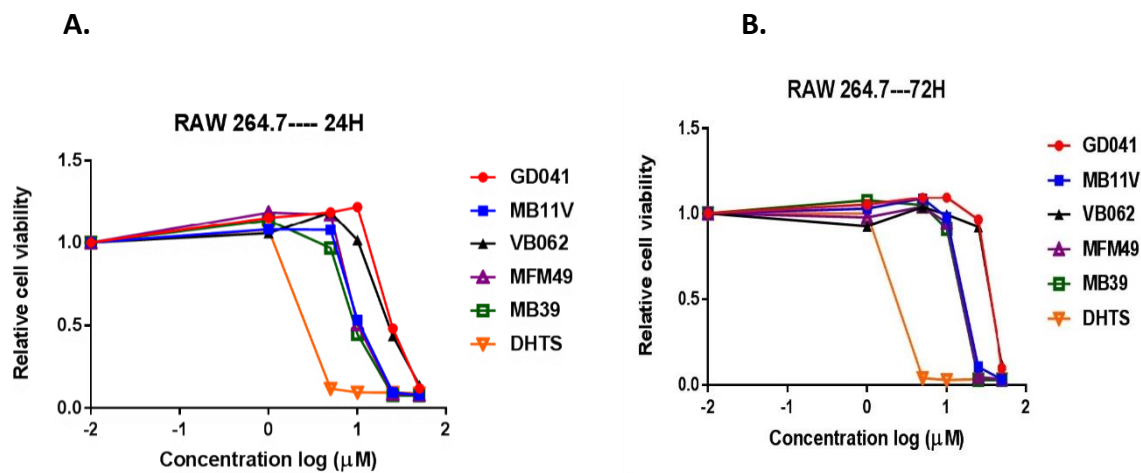 A.
RAW 264.7---- 24H
Relative cell viability
1.5
1.0
0.5
0.0
-2
-1
0
1
2
Concentration log (μM)
GD041
MB11V
VB062
MFM49
MB39
DHTS
B.
RAW 264.7---72H
Relative cell viability
1.5
1.0
0.5
0.0
-2
-1
0
1
2
Concentration log (μM)
GD041
MB11V
VB062
MFM49
MB39
DHTS